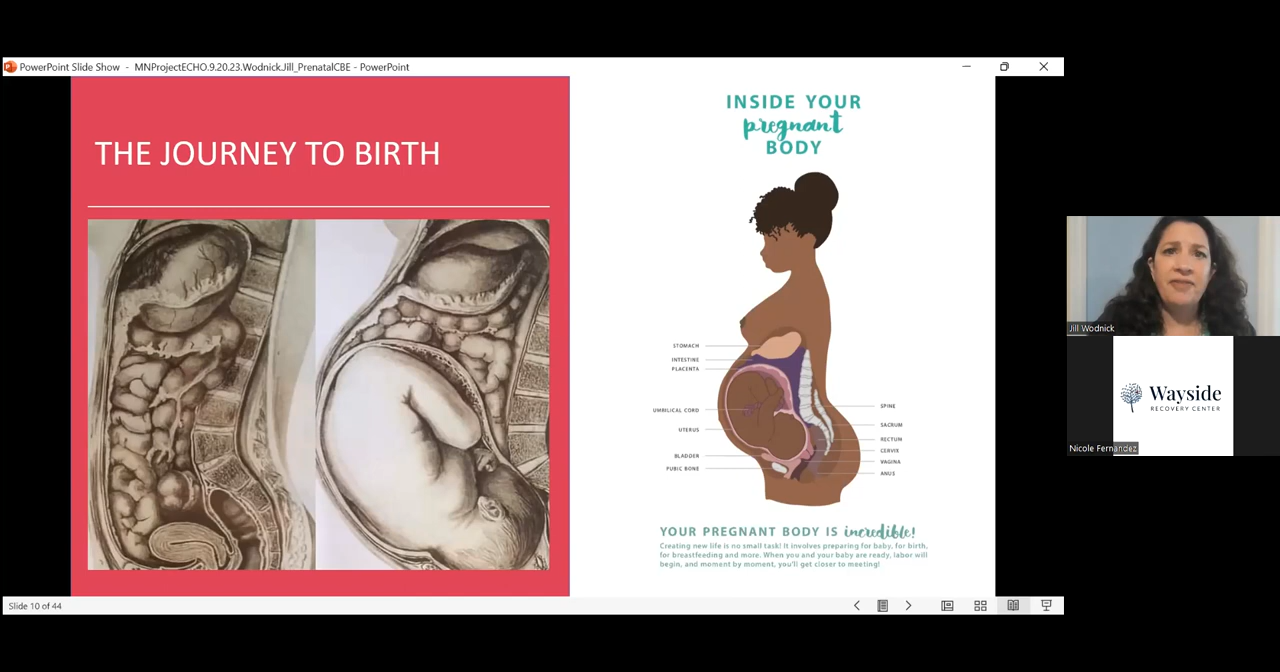 PowerPoint Slide Show - MNProjectECHO.9.20.23.Wodnick.Jill_PrenatalCBE - PowerPoint
THE JOURNEY TO BIRTH
INSIDE YOUR
pregnant
BODY
STOMACH
INTESTINE
PLACENTA
UMBILICAL CORD
UTERUS
BLADDER
PUBIC BONE
SPINE
SACRUM
RECTUM
CERVIX
VAGINA
ANUS
YOUR PREGNANT BODY IS incredible!
Creating new life is no small task! It involves preparing for baby, for birth,
for breastfeeding and more. When you and your baby are ready, labor will
begin, and moment by moment, you'll get closer to meeting!
Slide 10 of 44
Jill Wodnick
Wayside
RECOVERY CENTER
Nicole Fernandez